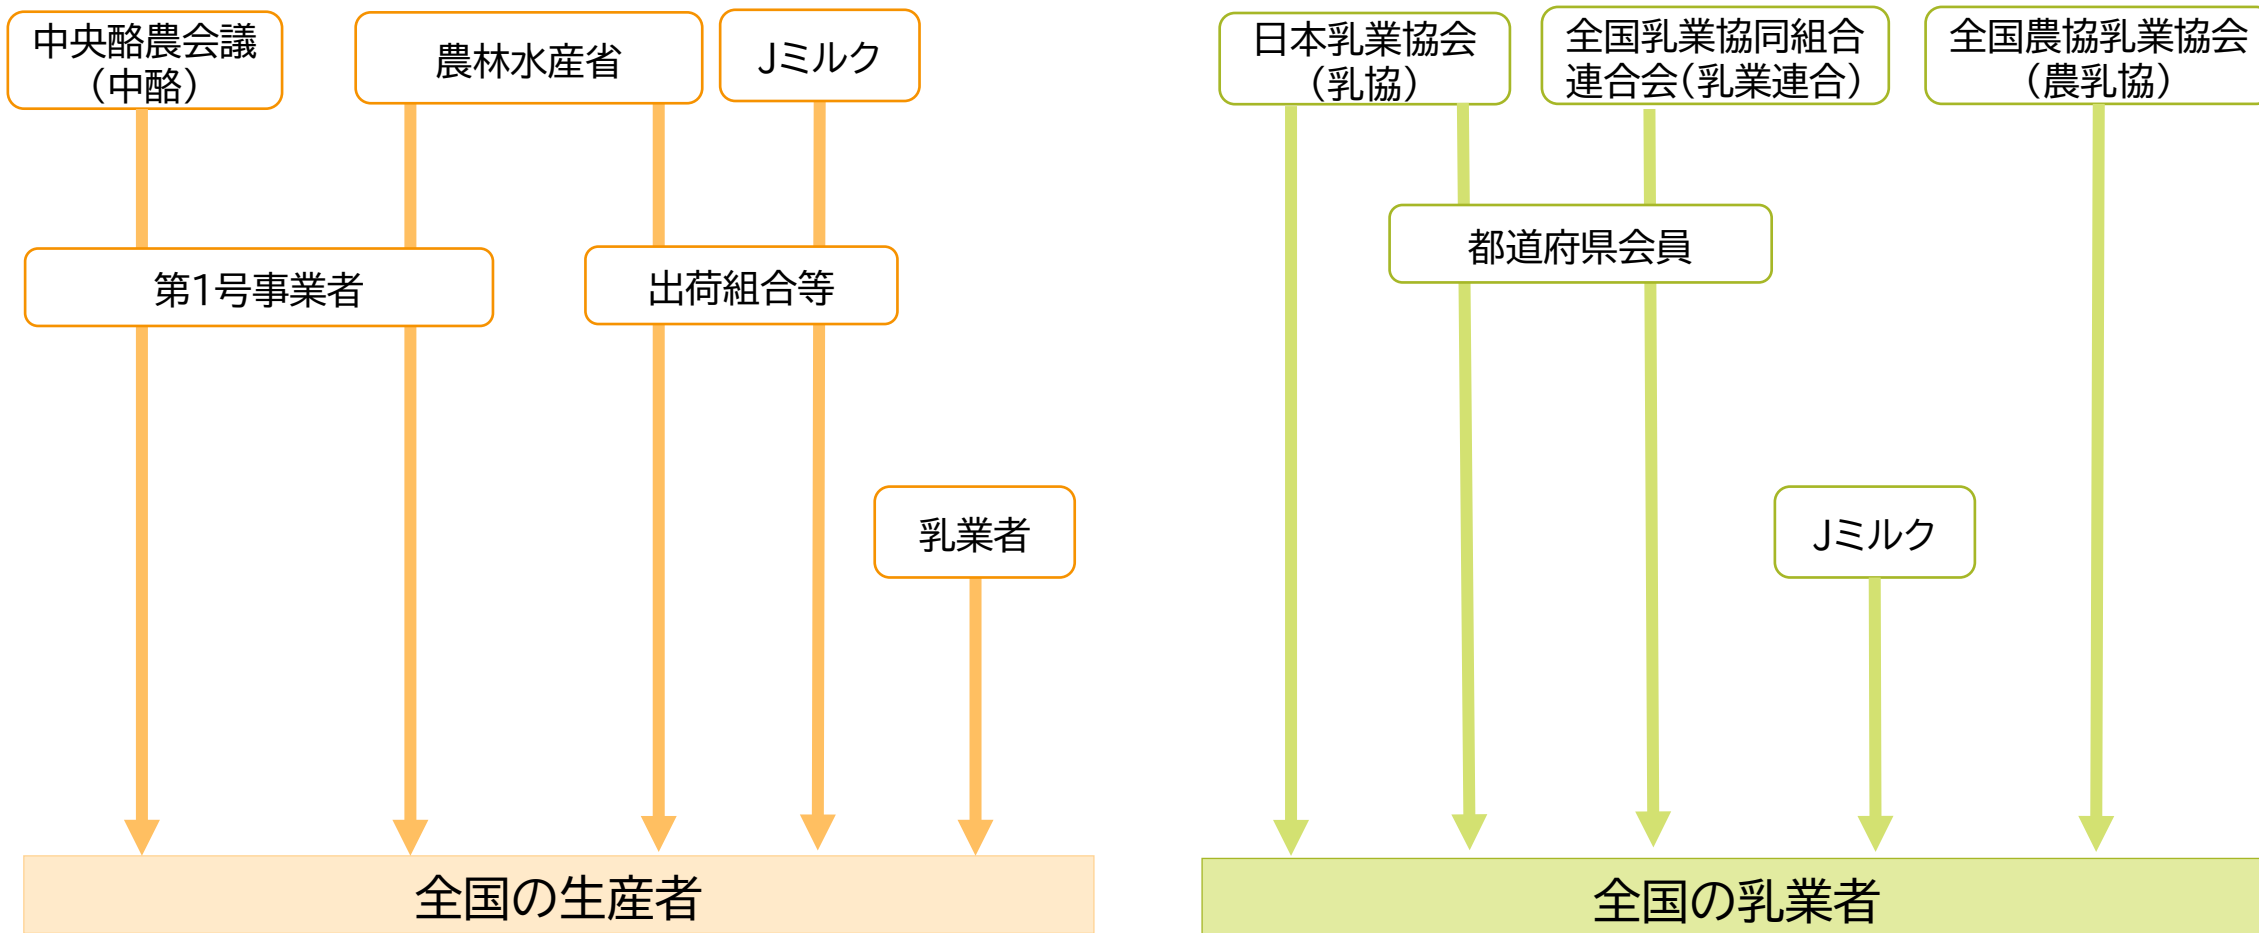 中央酪農会議
（中酪）
農林水産省
Jミルク
日本乳業協会
（乳協）
全国乳業協同組合
連合会（乳業連合）
全国農協乳業協会
（農乳協）
第1号事業者
出荷組合等
都道府県会員
乳業者
Jミルク
全国の生産者
全国の乳業者